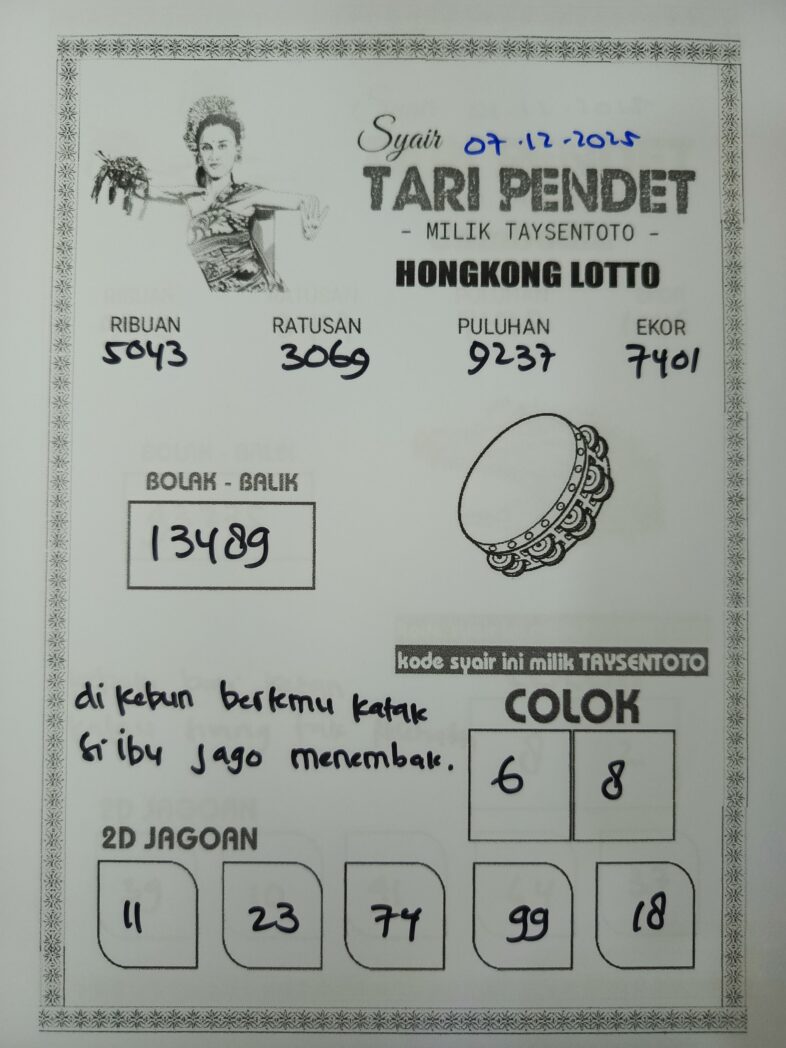 Syair 07.12.2025
TARI PENDET
- MILIK TAYSENTOTO -
HONGKONG LOTTO
RIBUAN RATUSAN PULUHAN EKOR
5043 3069 9237 7401
BOLAK - BALIK
13489
kode syair ini milik TAYSENTOTO
di kebun bertemu katak
si ibu jago menembak.
COLOK
6 8
2D JAGOAN
11 23 74 99 18